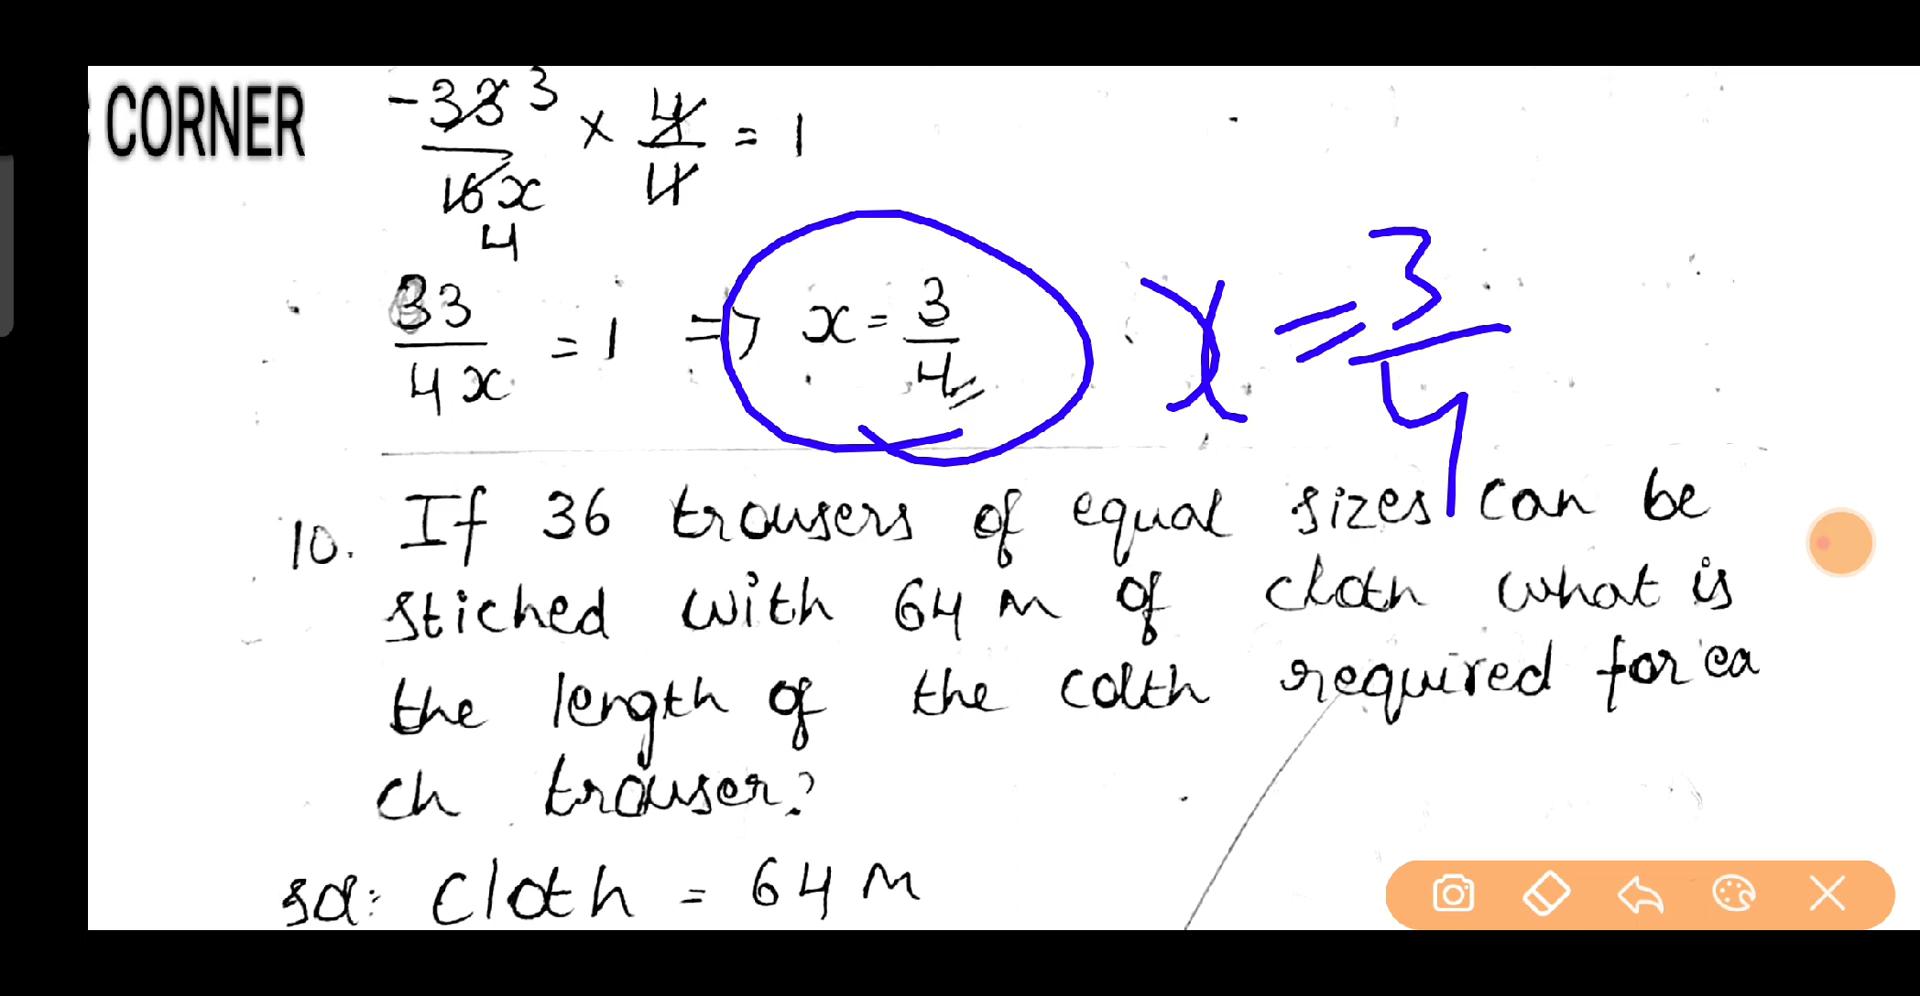 CORNER
-33 3/16x 4 × 4/4 = 1
33/4x = 1 => x = 3/4 x = 3/4
10. If 36 trousers of equal sizes can be
stiched with 64 m of cloth what is
the length of the colth required for ea
ch trouser?
sol: cloth = 64 M